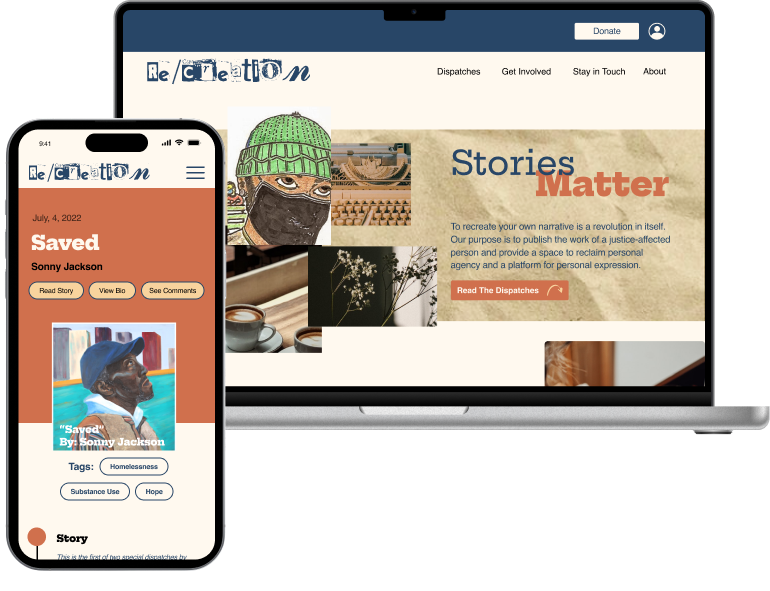 Donate
Re/creation
Dispatches
Get Involved
Stay in Touch
About
Stories
Matter
To recreate your own narrative is a revolution in itself.
Our purpose is to publish the work of a justice-affected
person and provide a space to reclaim personal
agency and a platform for personal expression.
Read The Dispatches
9:41
Re/creation
July, 4, 2022
Saved
Sonny Jackson
Read Story
View Bio
See Comments
"Saved"
By: Sonny Jackson
Tags:
Homelessness
Substance Use
Hope
Story
This is the first of two special dispatches by